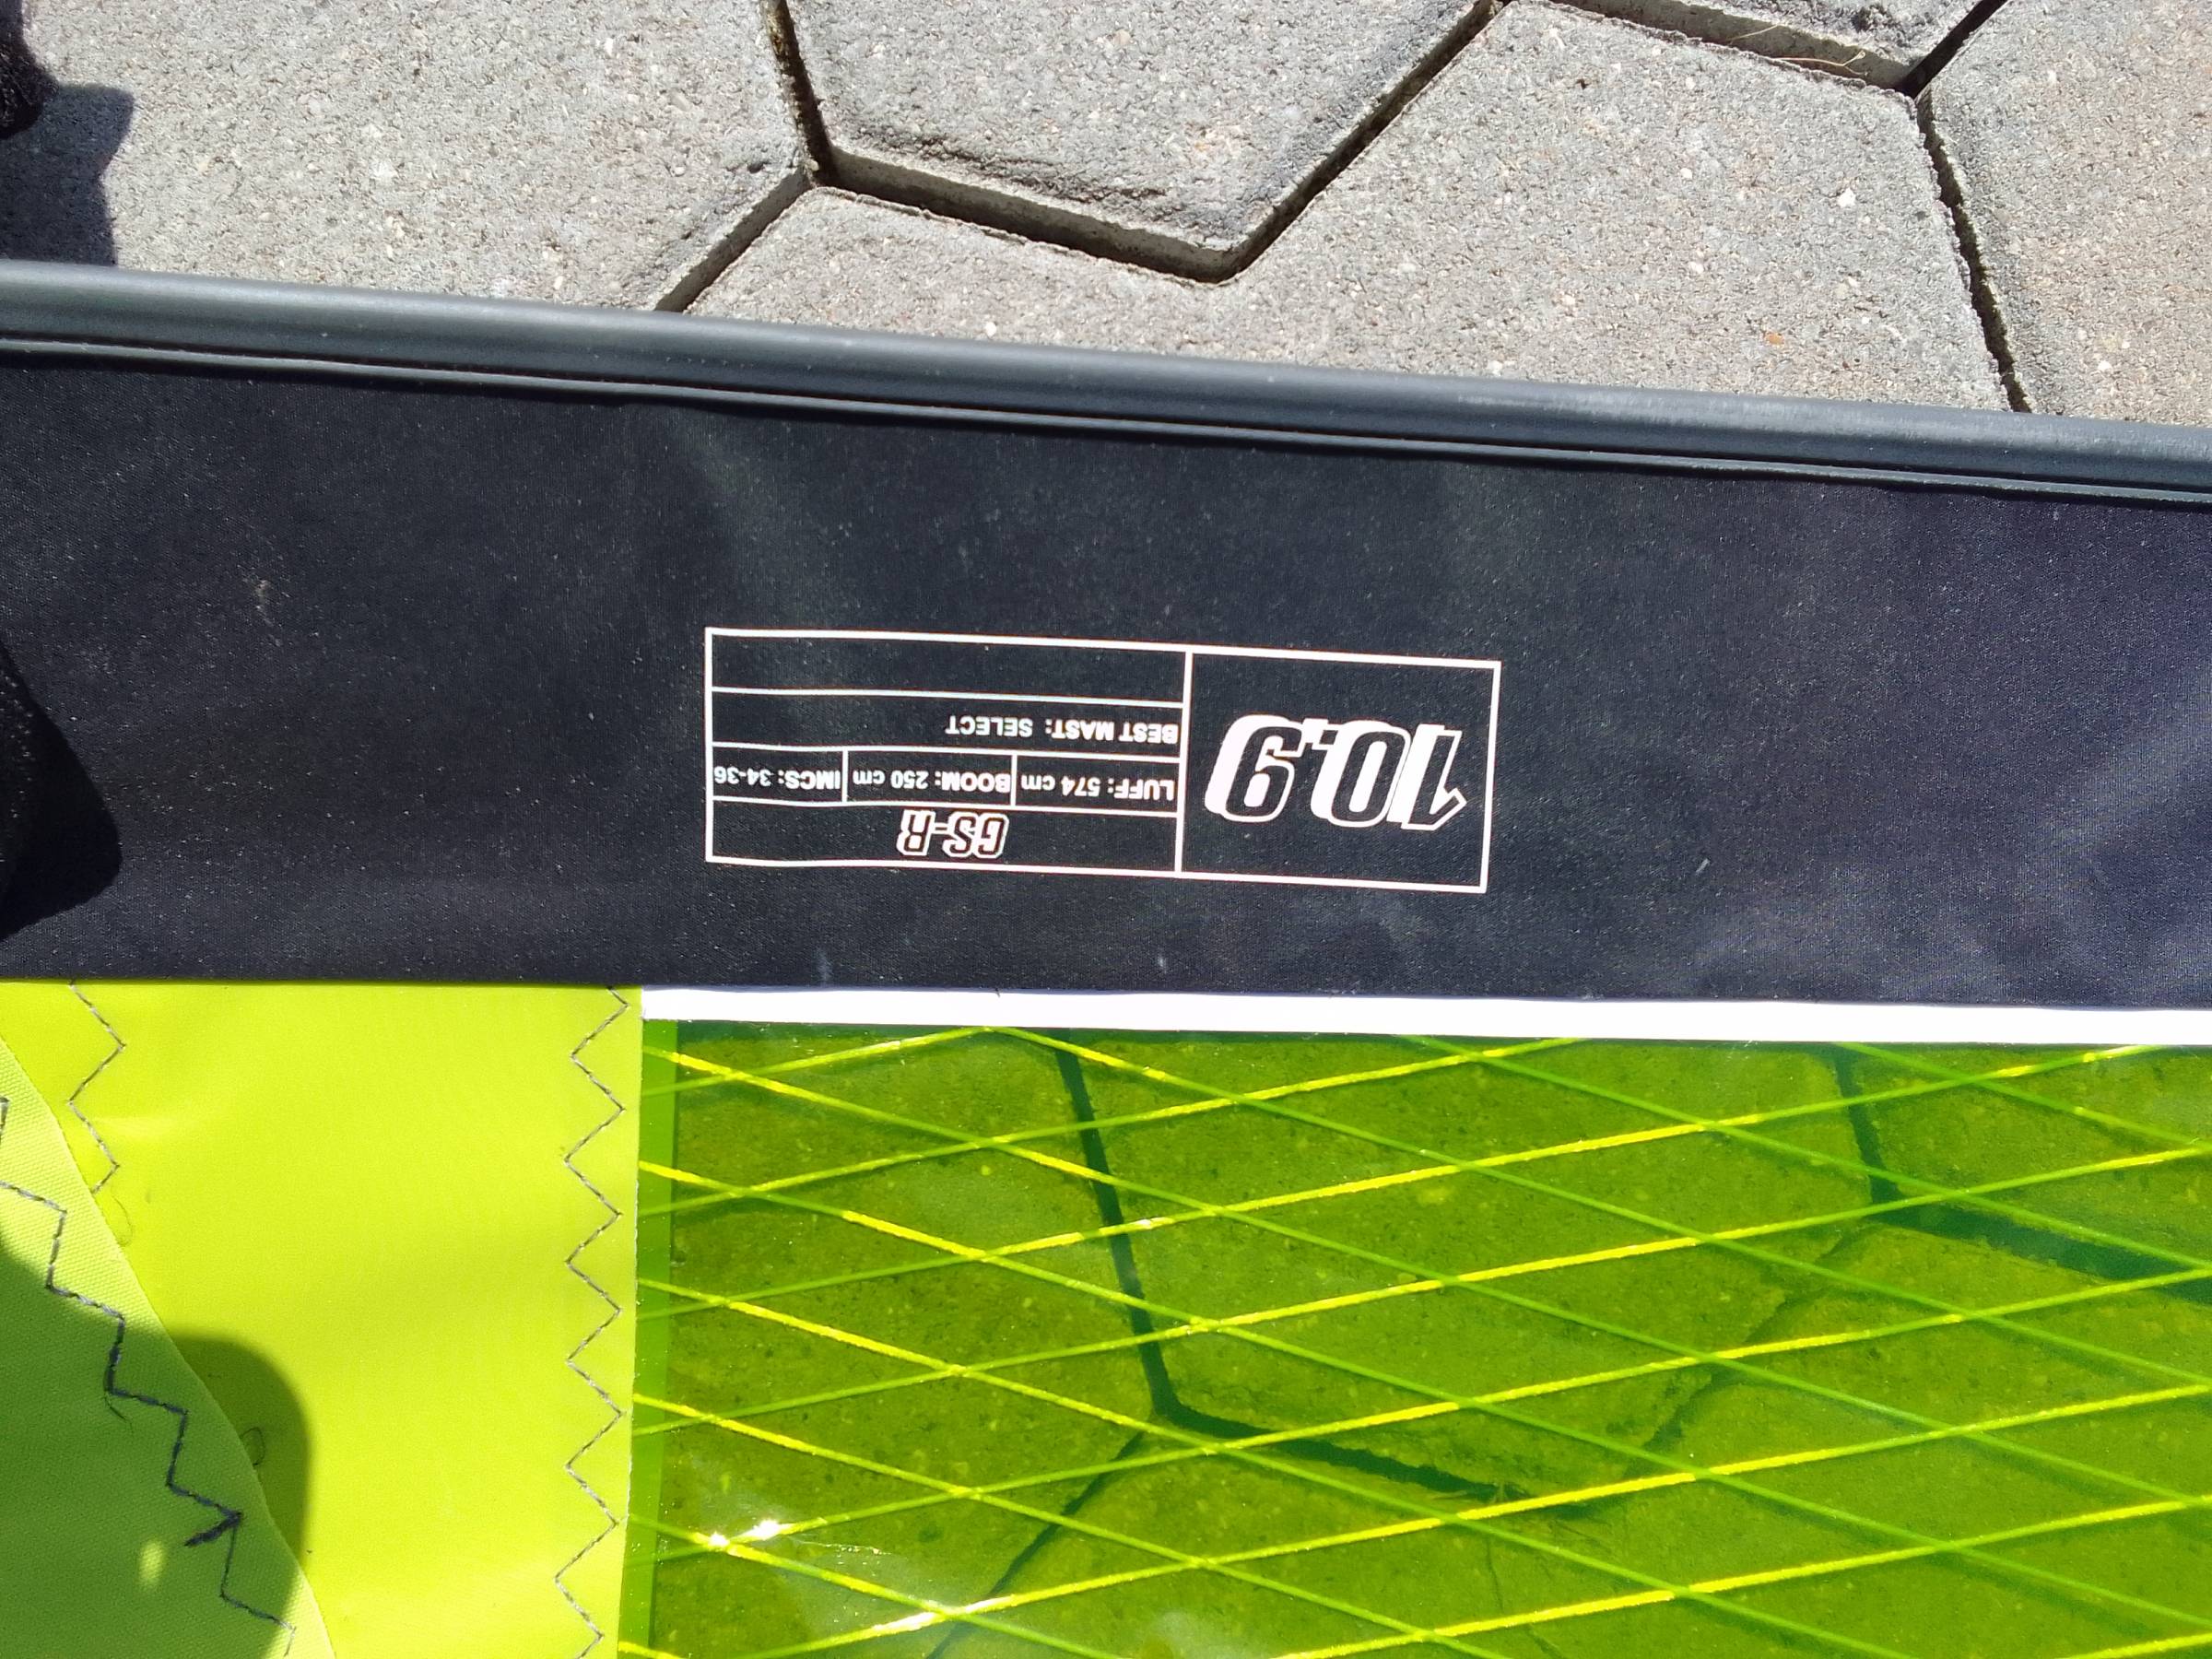 10.9
GS-R
LUFF: 574 cm BOOM: 250 cm IMCS: 34-36
BEST MAST: SELECT